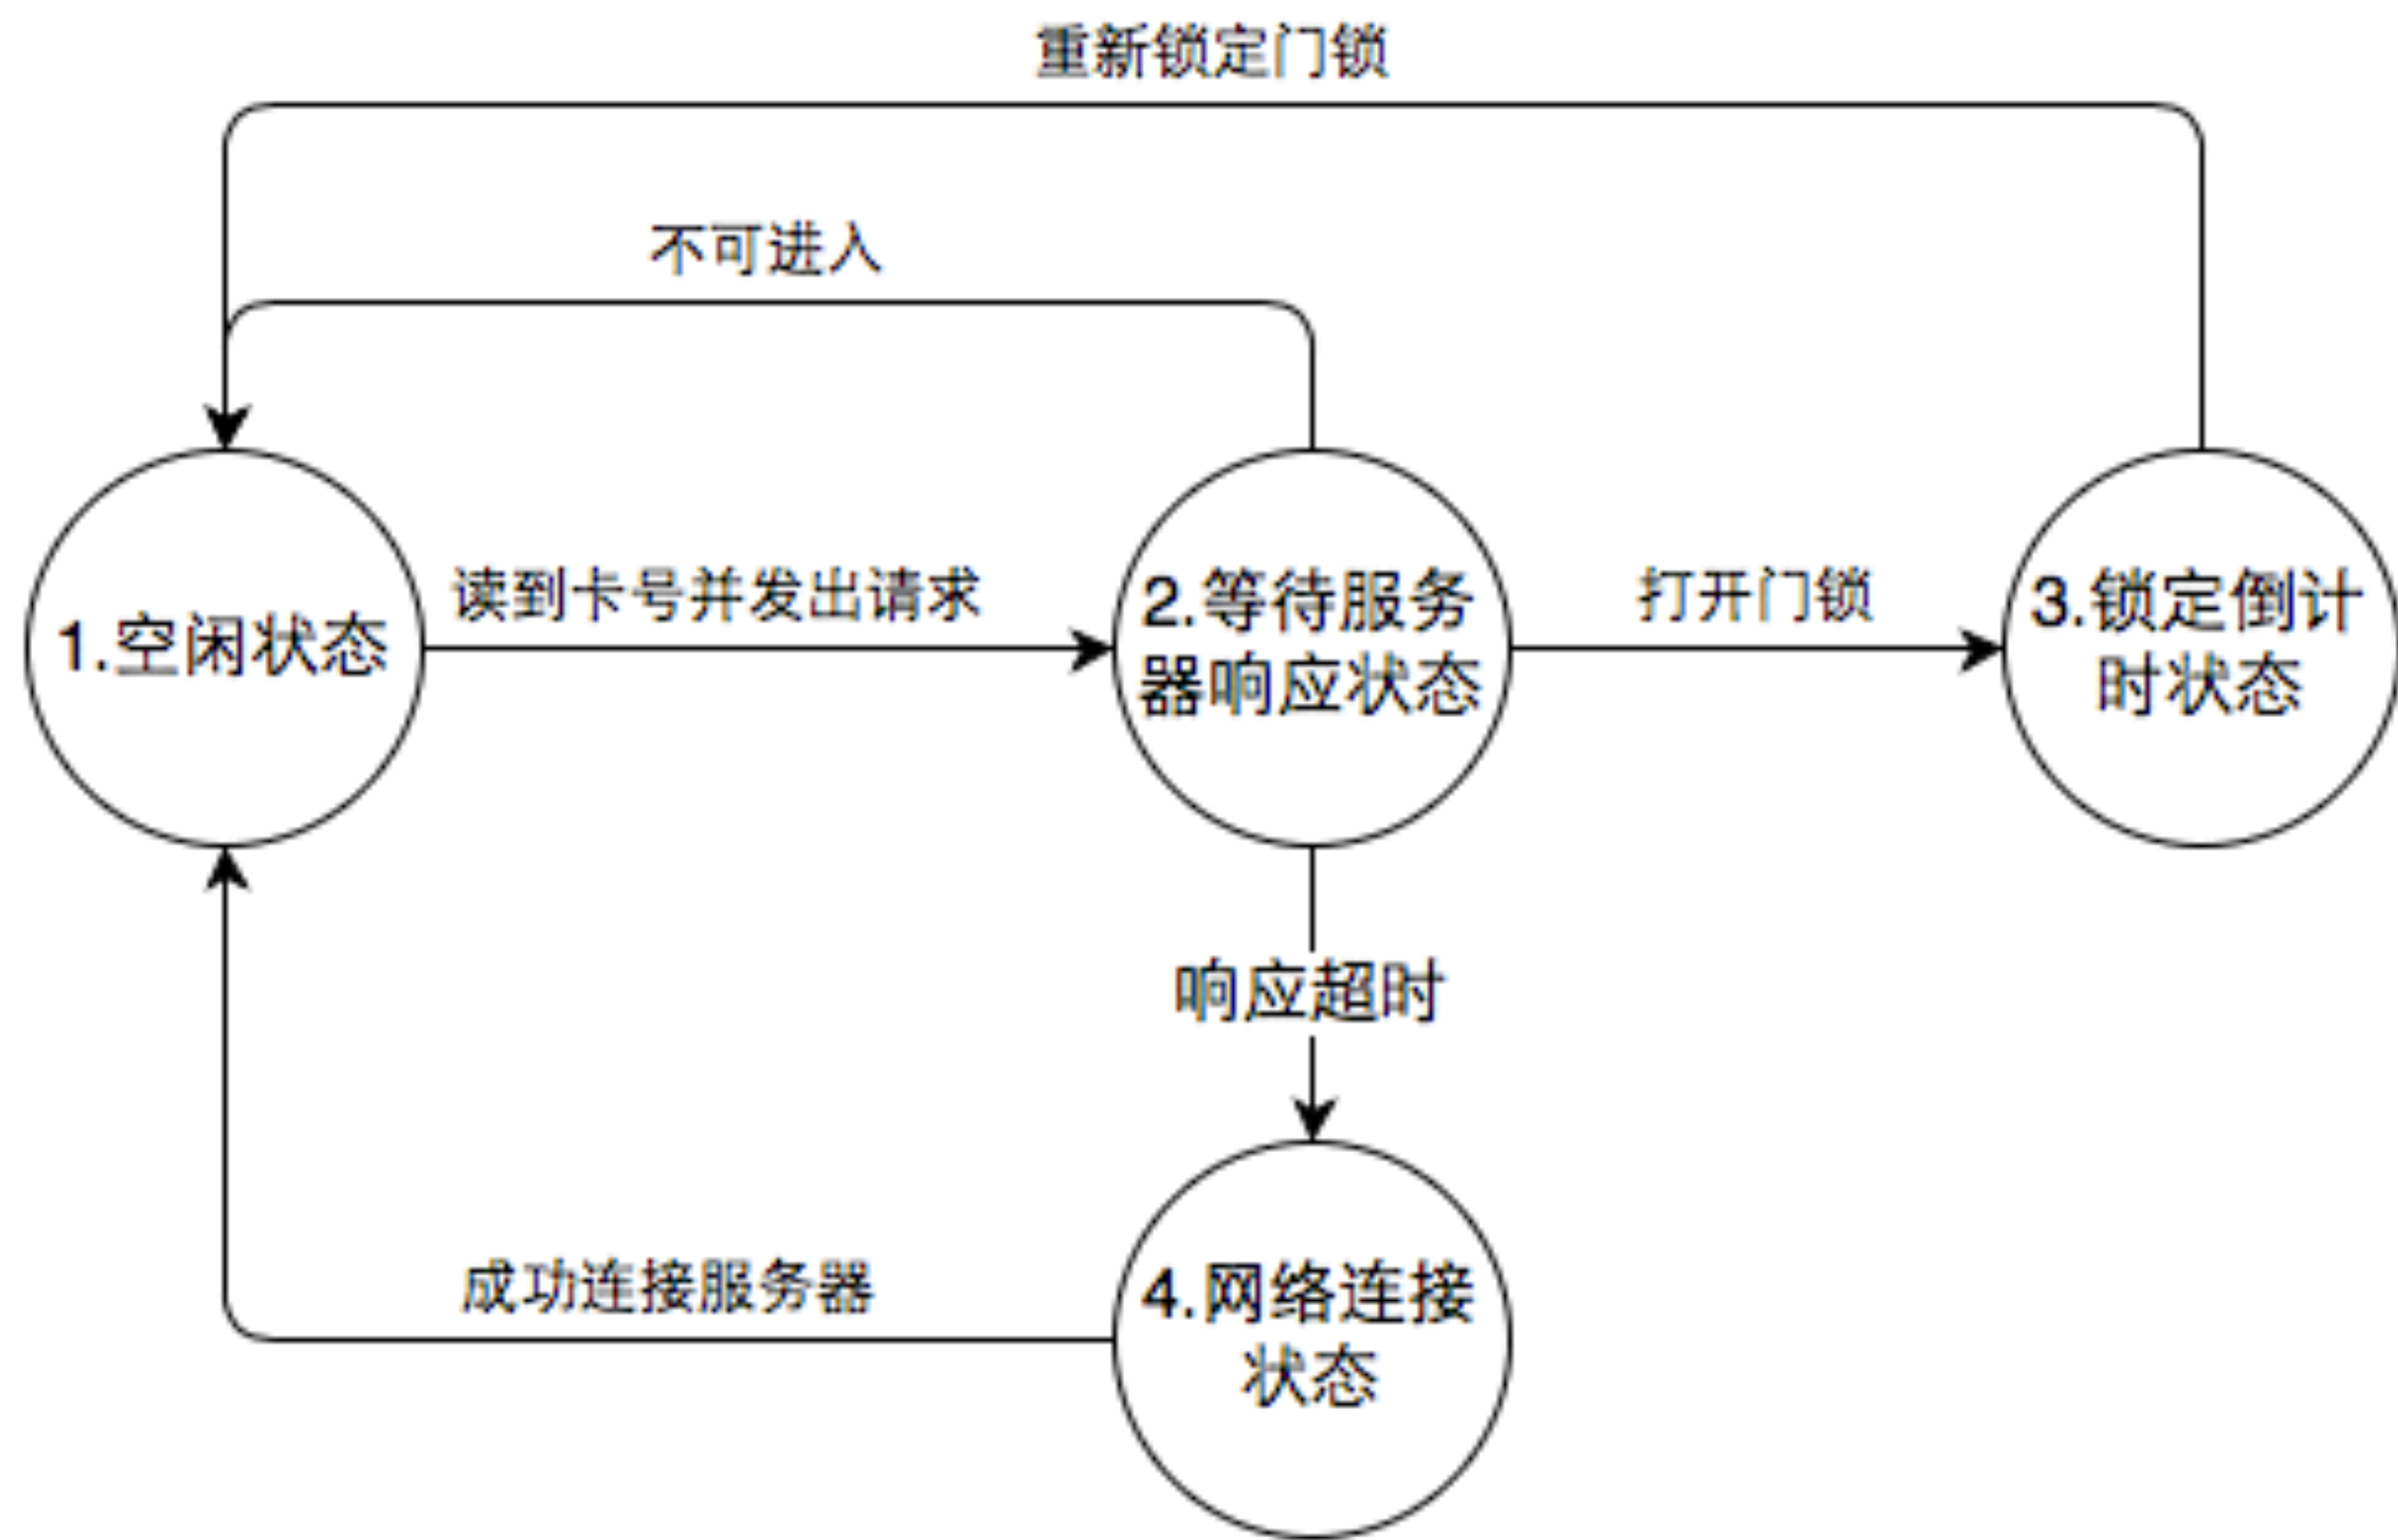 重新锁定门锁
不可进入
读到卡号并发出请求
打开门锁
1.空闲状态
2.等待服务
器响应状态
3.锁定倒计
时状态
响应超时
成功连接服务器
4.网络连接
状态